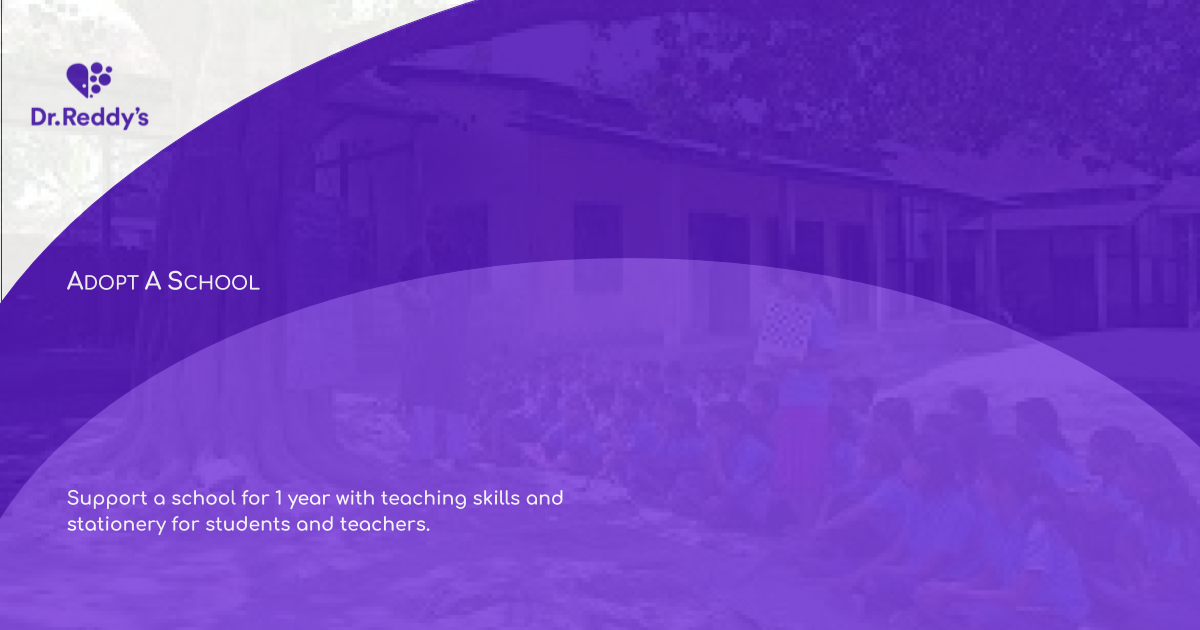 Dr.Reddy's
Adopt A School
Support a school for 1 year with teaching skills and
stationery for students and teachers.